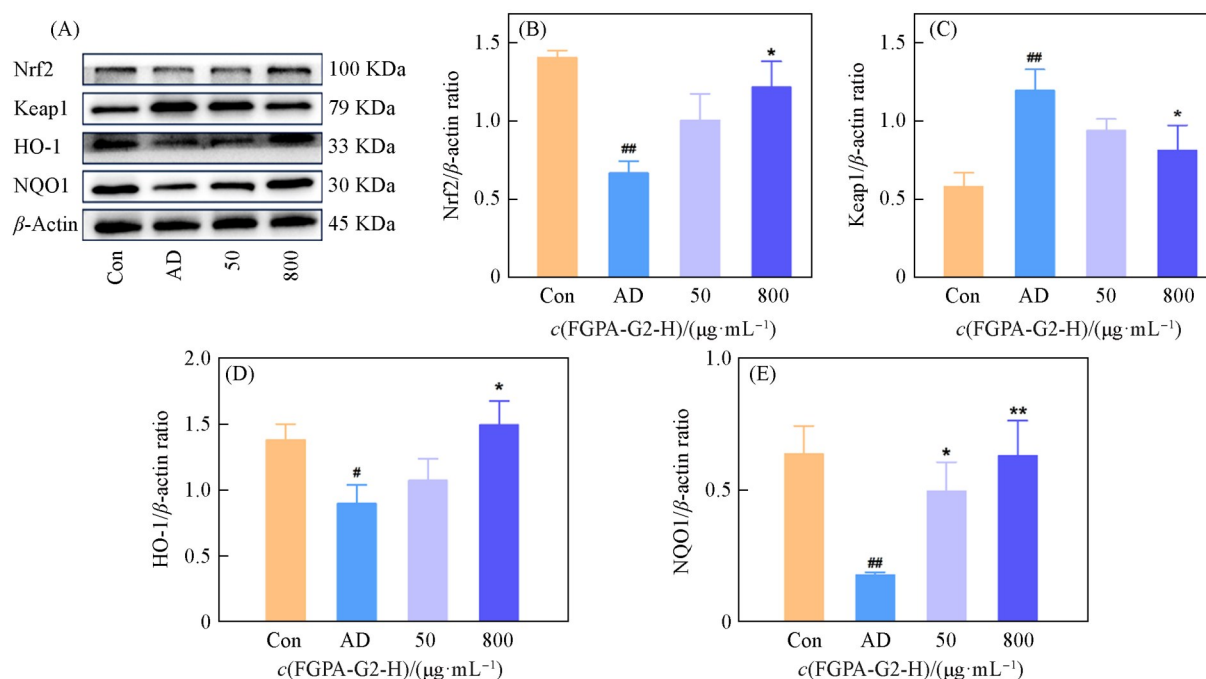 (A)
Nrf2 100 KDa
Keap1 79 KDa
HO-1 33 KDa
NQO1 30 KDa
β-Actin 45 KDa
Con AD 50 800
(B)
Nrf2/β-actin ratio
1.5
1.0
0.5
0
##
*
Con AD 50 800
c(FGPA-G2-H)/(μg·mL⁻¹)
(C)
Keap1/β-actin ratio
1.5
1.0
0.5
0
##
*
Con AD 50 800
c(FGPA-G2-H)/(μg·mL⁻¹)
(D)
HO-1/β-actin ratio
2.0
1.5
1.0
0.5
0
#
*
Con AD 50 800
c(FGPA-G2-H)/(μg·mL⁻¹)
(E)
NQO1/β-actin ratio
1.0
0.5
0
##
*
**
Con AD 50 800
c(FGPA-G2-H)/(μg·mL⁻¹)